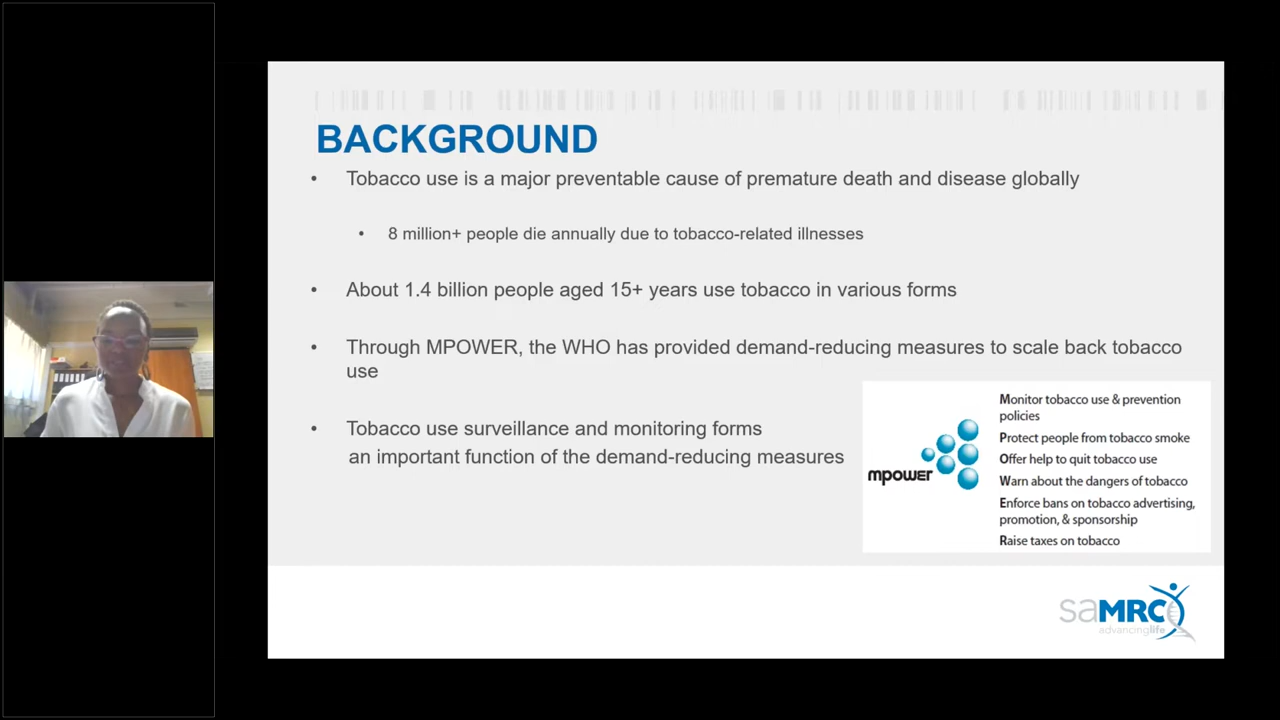 BACKGROUND
• Tobacco use is a major preventable cause of premature death and disease globally
• 8 million+ people die annually due to tobacco-related illnesses
• About 1.4 billion people aged 15+ years use tobacco in various forms
• Through MPOWER, the WHO has provided demand-reducing measures to scale back tobacco
use
• Tobacco use surveillance and monitoring forms
an important function of the demand-reducing measures
mpower
Monitor tobacco use & prevention
policies
Protect people from tobacco smoke
Offer help to quit tobacco use
Warn about the dangers of tobacco
Enforce bans on tobacco advertising,
promotion, & sponsorship
Raise taxes on tobacco
saMRC
advancinglife